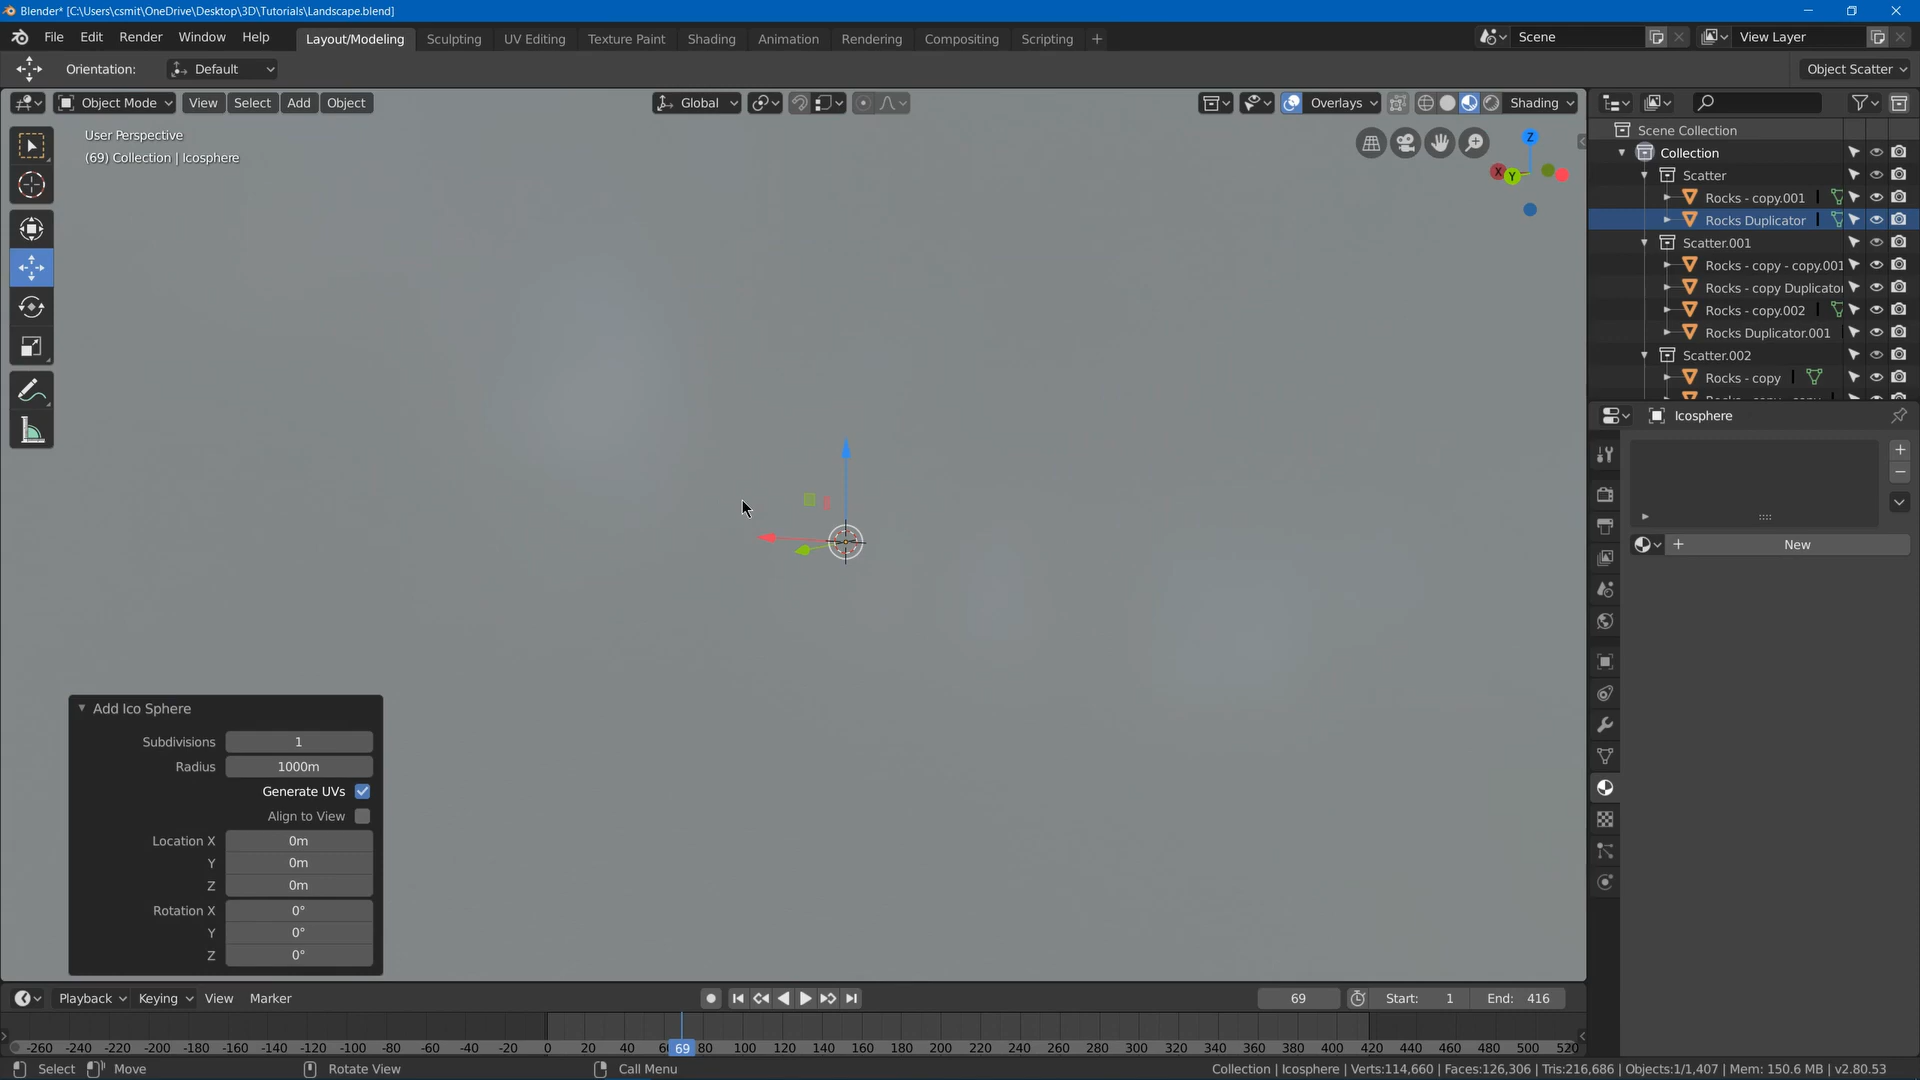 Blender* [C:\Users\csmit\OneDrive\Desktop\3D\Tutorials\Landscape.blend]
File Edit Render Window Help Layout/Modeling Sculpting UV Editing Texture Paint Shading Animation Rendering Compositing Scripting + Scene View Layer
Orientation: Default Object Scatter
Object Mode View Select Add Object Global Overlays Shading
User Perspective
(69) Collection | Icosphere
Z
X
Y
Scene Collection
Collection
Scatter
Rocks - copy.001
Rocks Duplicator
Scatter.001
Rocks - copy - copy.001
Rocks - copy Duplicator
Rocks - copy.002
Rocks Duplicator.001
Scatter.002
Rocks - copy
Icosphere
New
Add Ico Sphere
Subdivisions 1
Radius 1000m
Generate UVs
Align to View
Location X 0m
Y 0m
Z 0m
Rotation X 0°
Y 0°
Z 0°
Playback Keying View Marker 69 Start: 1 End: 416
-260 -240 -220 -200 -180 -160 -140 -120 -100 -80 -60 -40 -20 0 20 40 69 80 100 120 140 160 180 200 220 240 260 280 300 320 340 360 380 400 420 440 460 480 500 520
Select Move Rotate View Call Menu Collection | Icosphere | Verts:114,660 | Faces:126,306 | Tris:216,686 | Objects:1/1,407 | Mem: 150.6 MB | v2.80.53